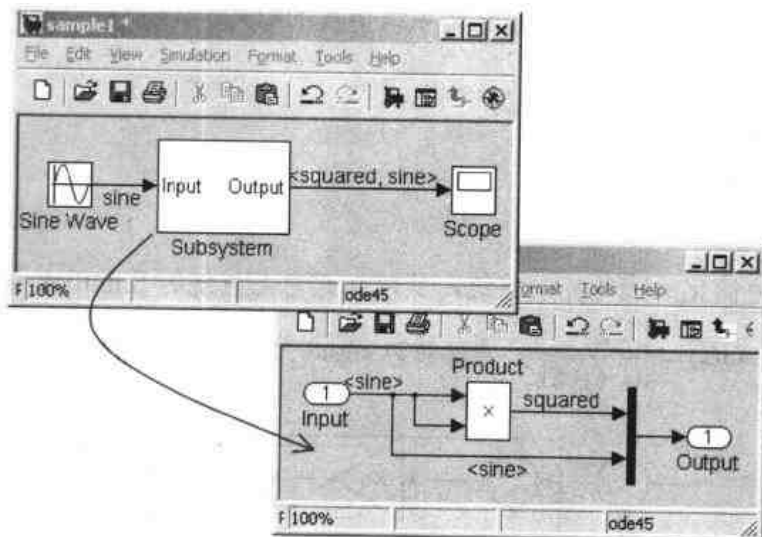 sample1 *
File Edit View Simulation Format Tools Help
sine
Input Output
<squared, sine>
Sine Wave
Subsystem
Scope
100% ode45
Format Tools Help
Product
<sine>
1
Input
×
squared
<sine>
1
Output
100% ode45